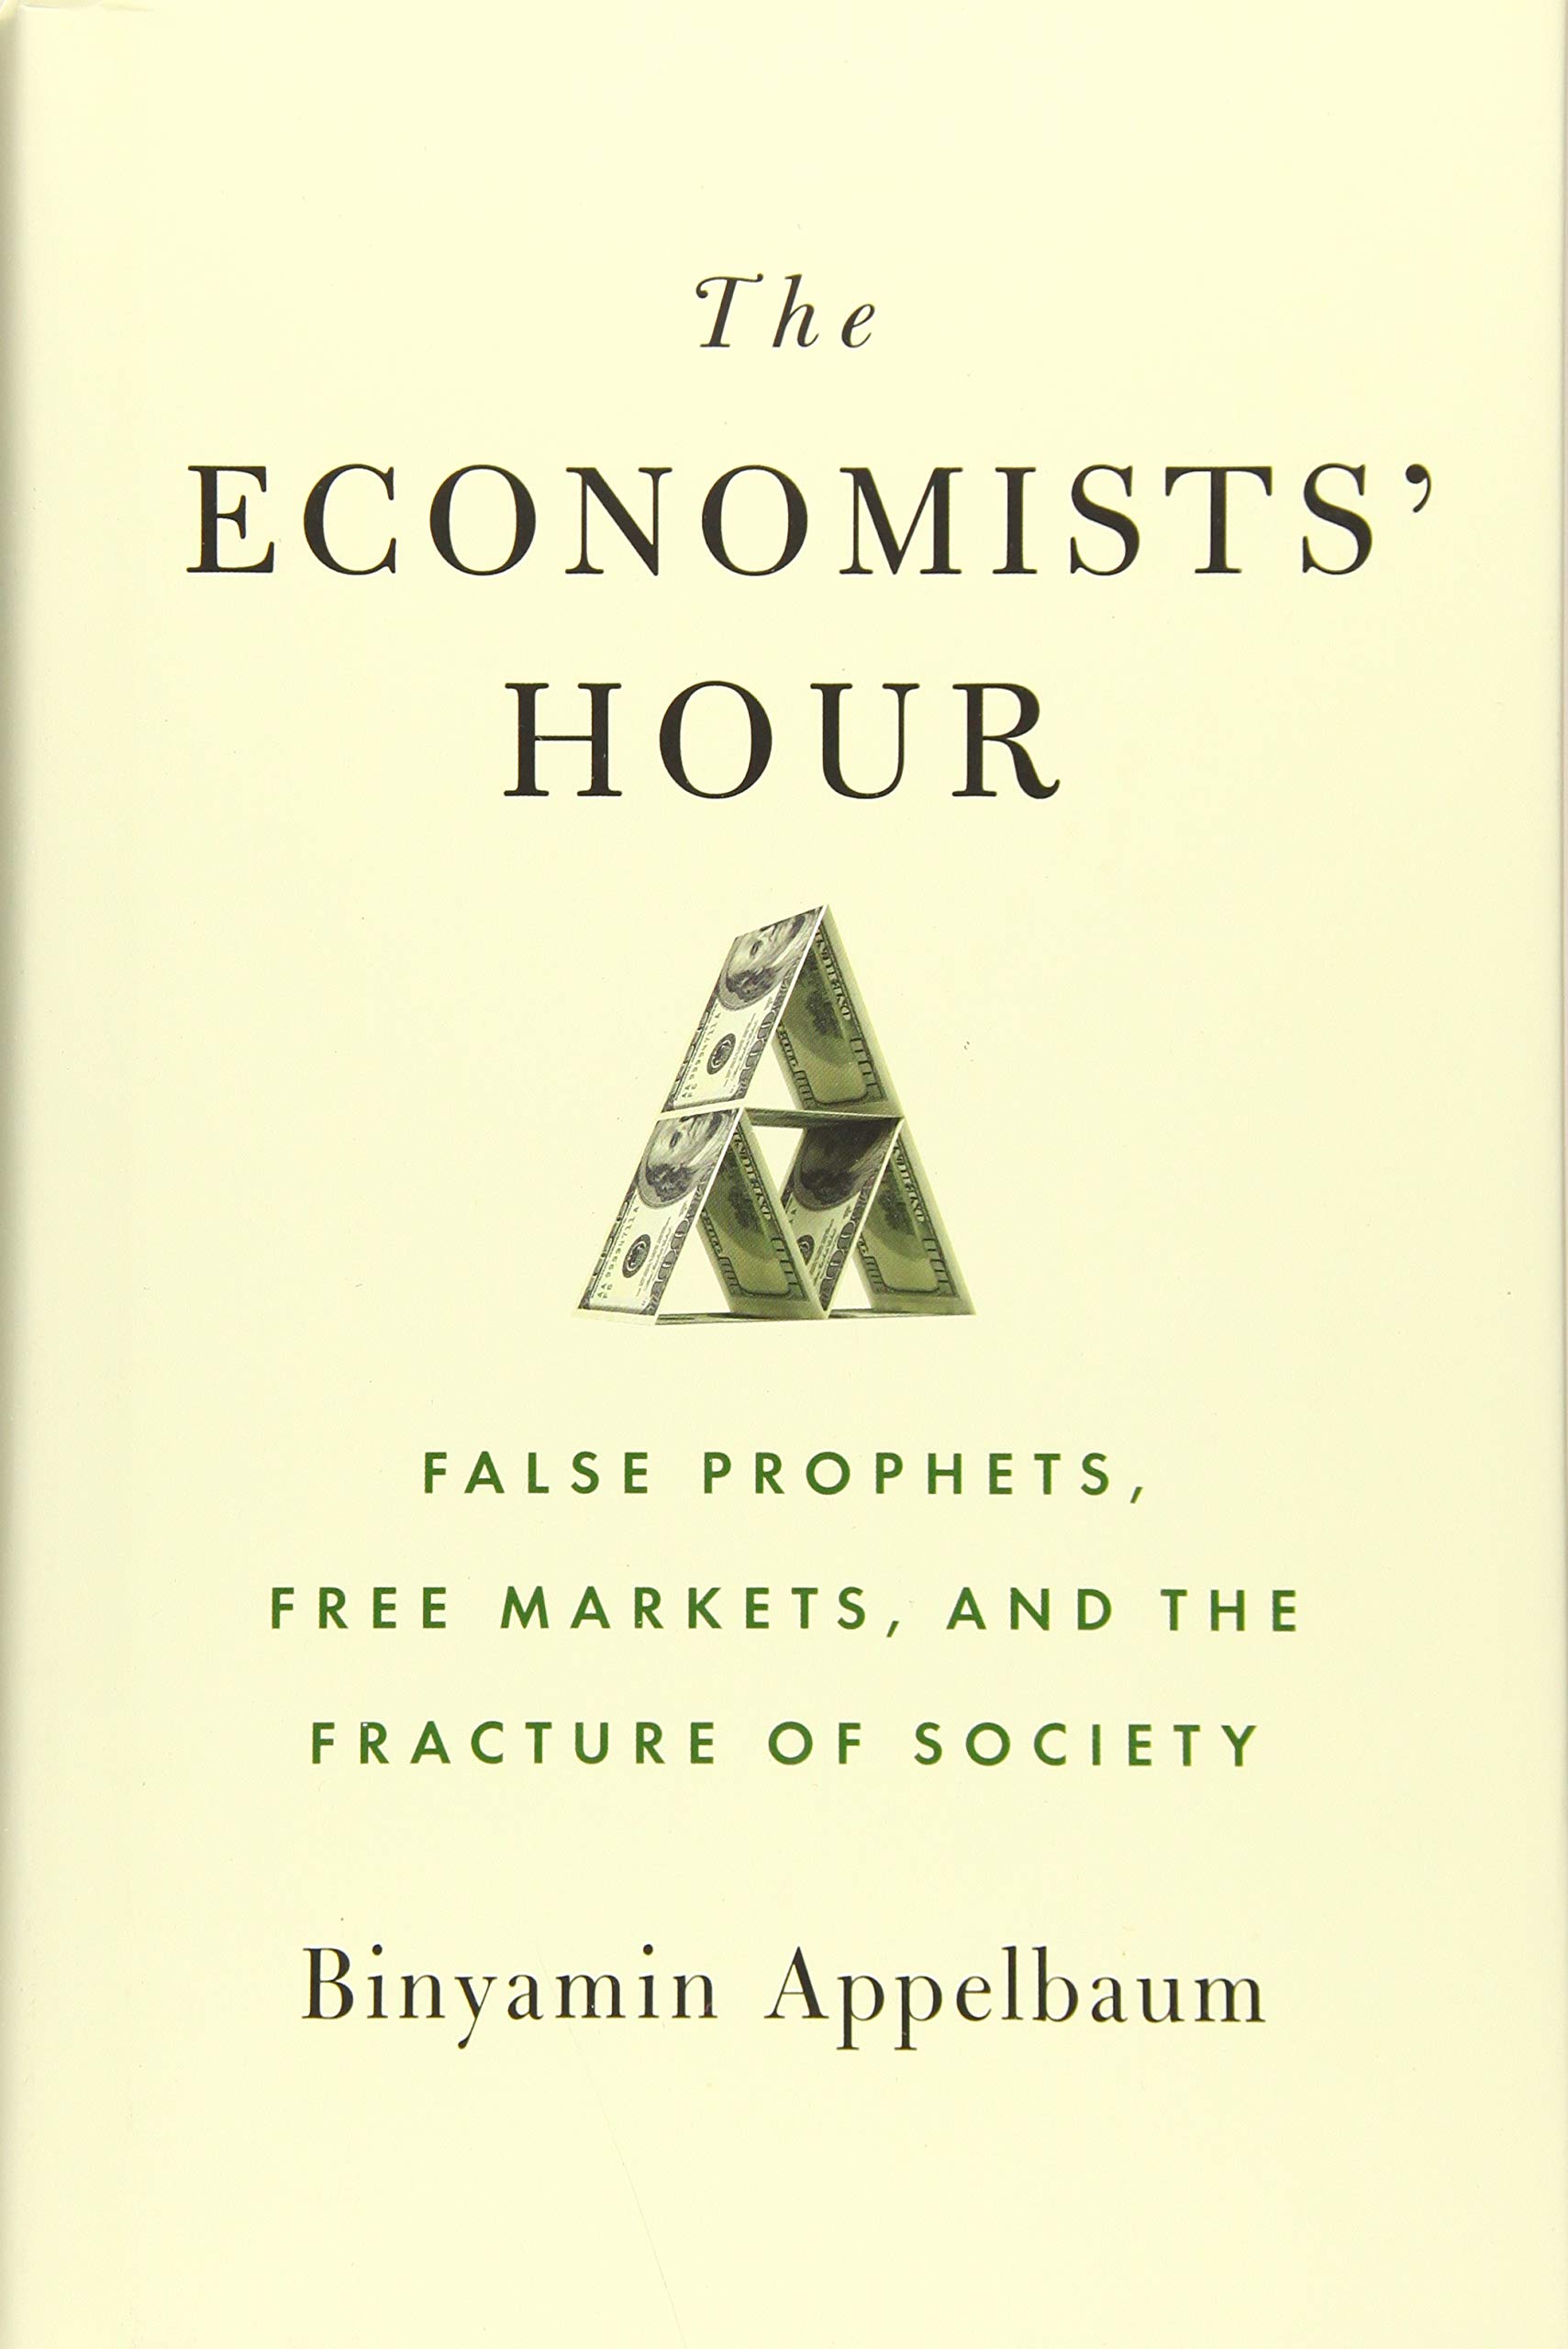 The
ECONOMISTS’
HOUR
FALSE PROPHETS,
FREE MARKETS, AND THE
FRACTURE OF SOCIETY
Binyamin Appelbaum